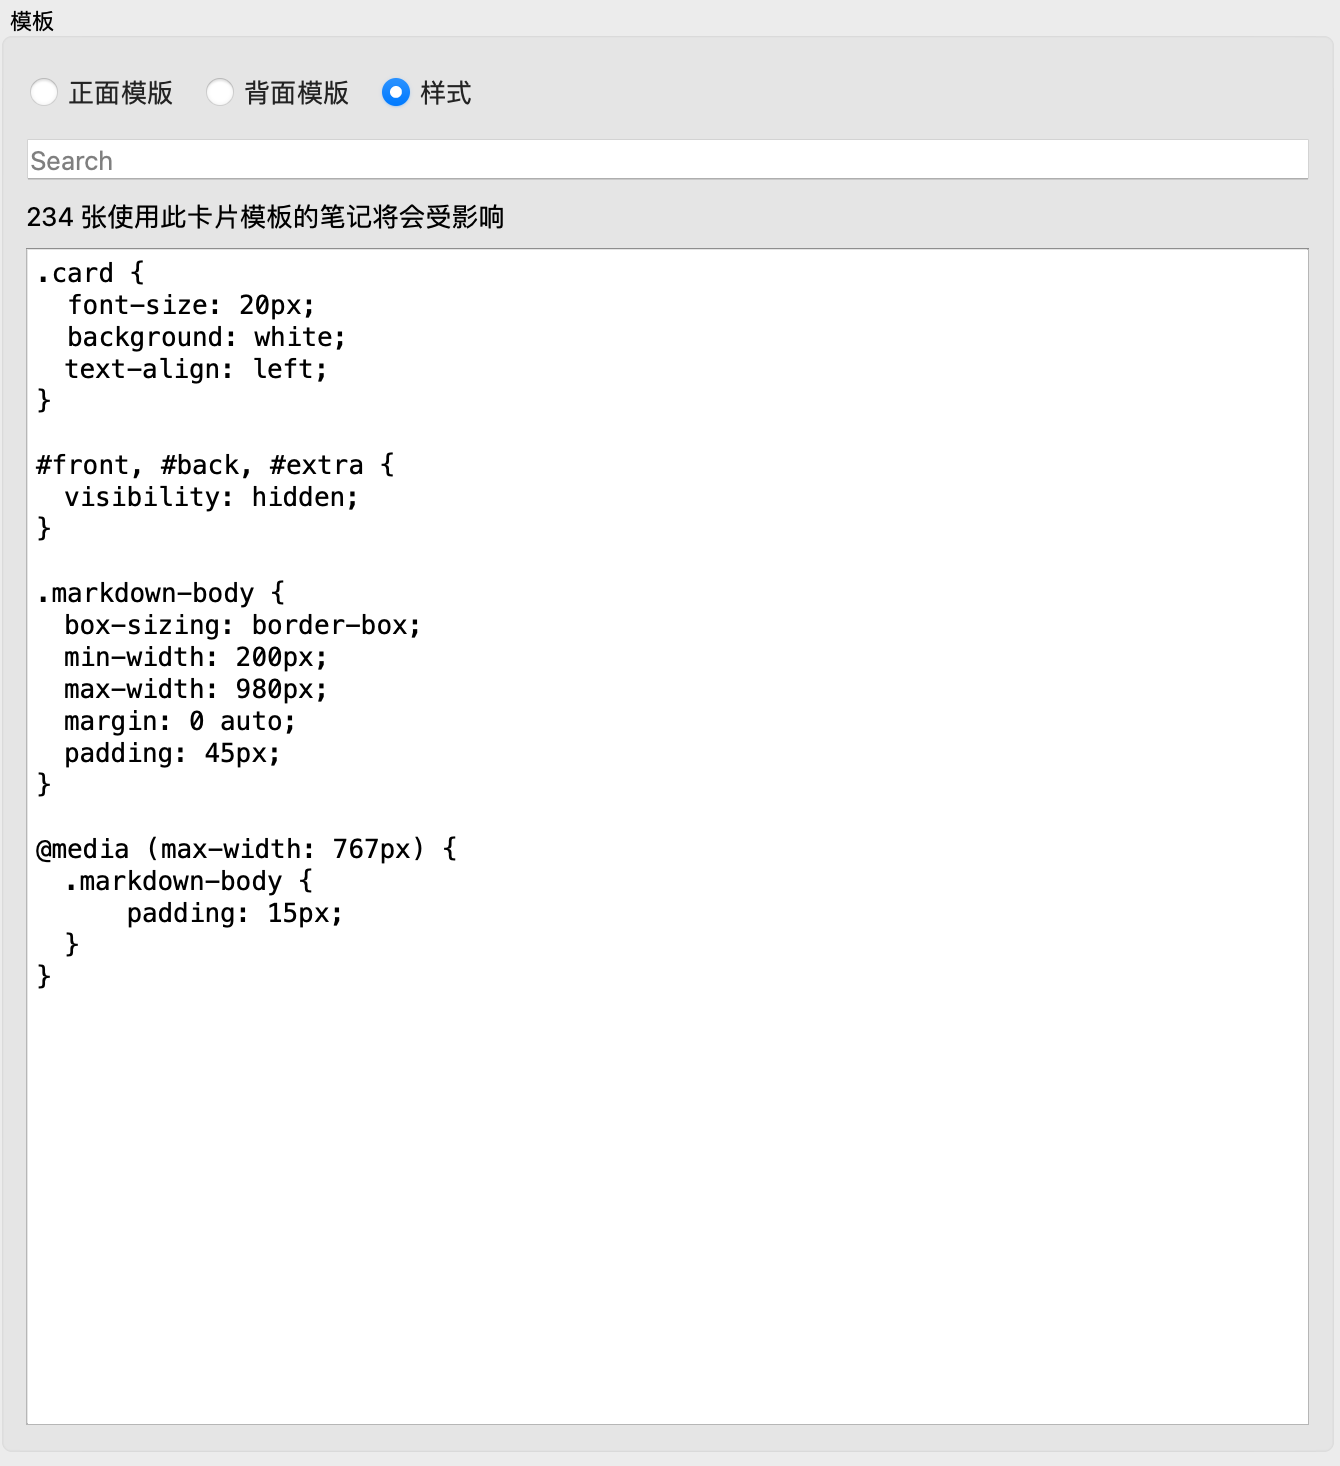 模板
正面模版 背面模版 样式
Search
234 张使用此卡片模板的笔记将会受影响
.card {
  font-size: 20px;
  background: white;
  text-align: left;
}

#front, #back, #extra {
  visibility: hidden;
}

.markdown-body {
  box-sizing: border-box;
  min-width: 200px;
  max-width: 980px;
  margin: 0 auto;
  padding: 45px;
}

@media (max-width: 767px) {
  .markdown-body {
      padding: 15px;
  }
}